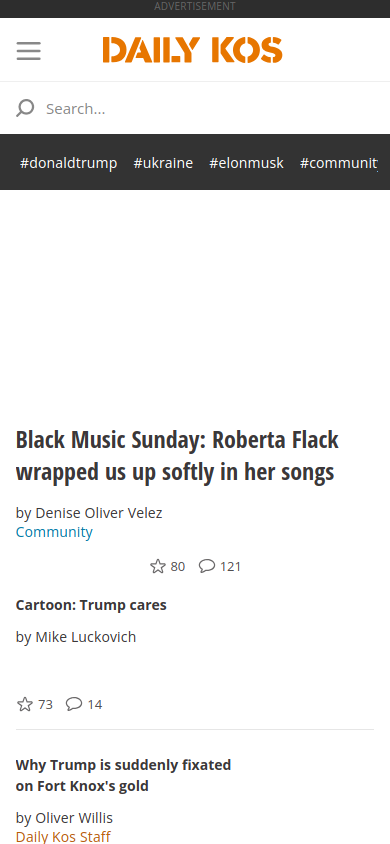 ADVERTISEMENT
DAILY KOS
Search...
#donaldtrump #ukraine #elonmusk #communit
Black Music Sunday: Roberta Flack
wrapped us up softly in her songs
by Denise Oliver Velez
Community
80 121
Cartoon: Trump cares
by Mike Luckovich
73 14
Why Trump is suddenly fixated
on Fort Knox's gold
by Oliver Willis
Daily Kos Staff